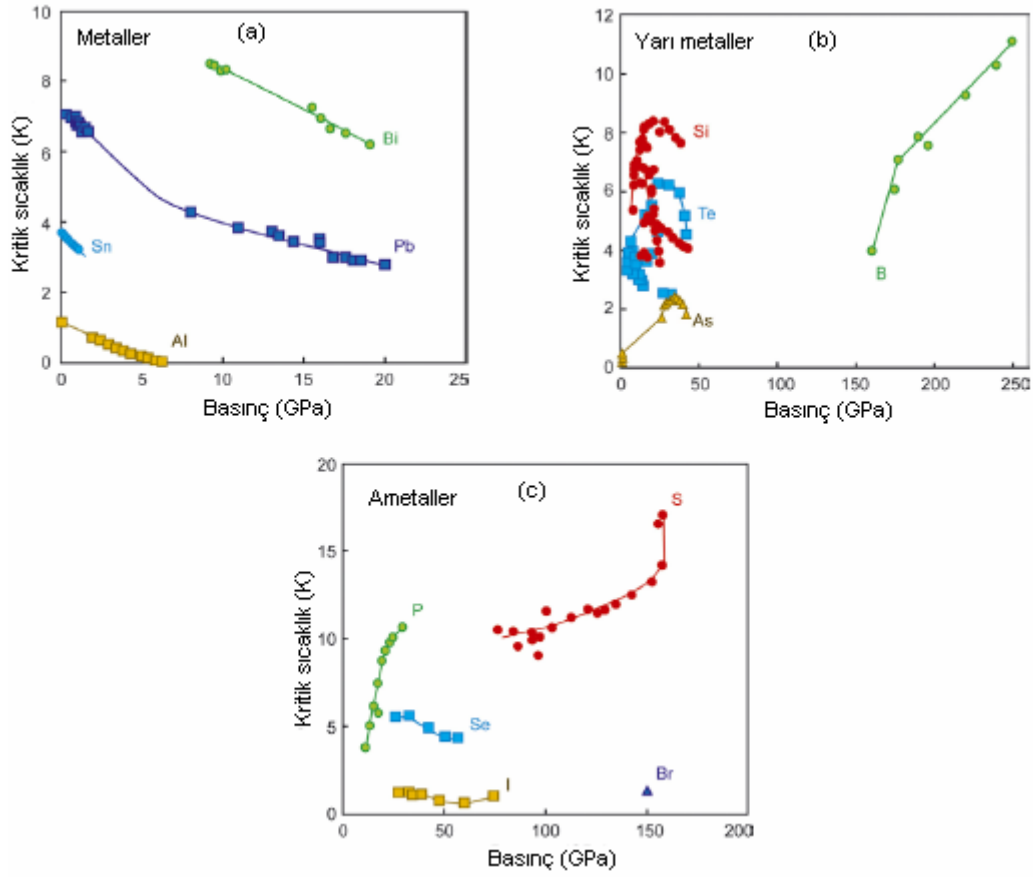 Metaller (a)
Kritik sıcaklık (K)
10
8
6
4
2
0
Bi
Pb
Sn
Al
0 5 10 15 20 25
Basınç (GPa)
Yarı metaller (b)
Kritik sıcaklık (K)
12
10
8
6
4
2
0
Si
Te
As
B
0 50 100 150 200 250
Basınç (GPa)
Ametaller (c)
Kritik sıcaklık (K)
20
15
10
5
0
S
P
Se
I
Br
0 50 100 150 200
Basınç (GPa)